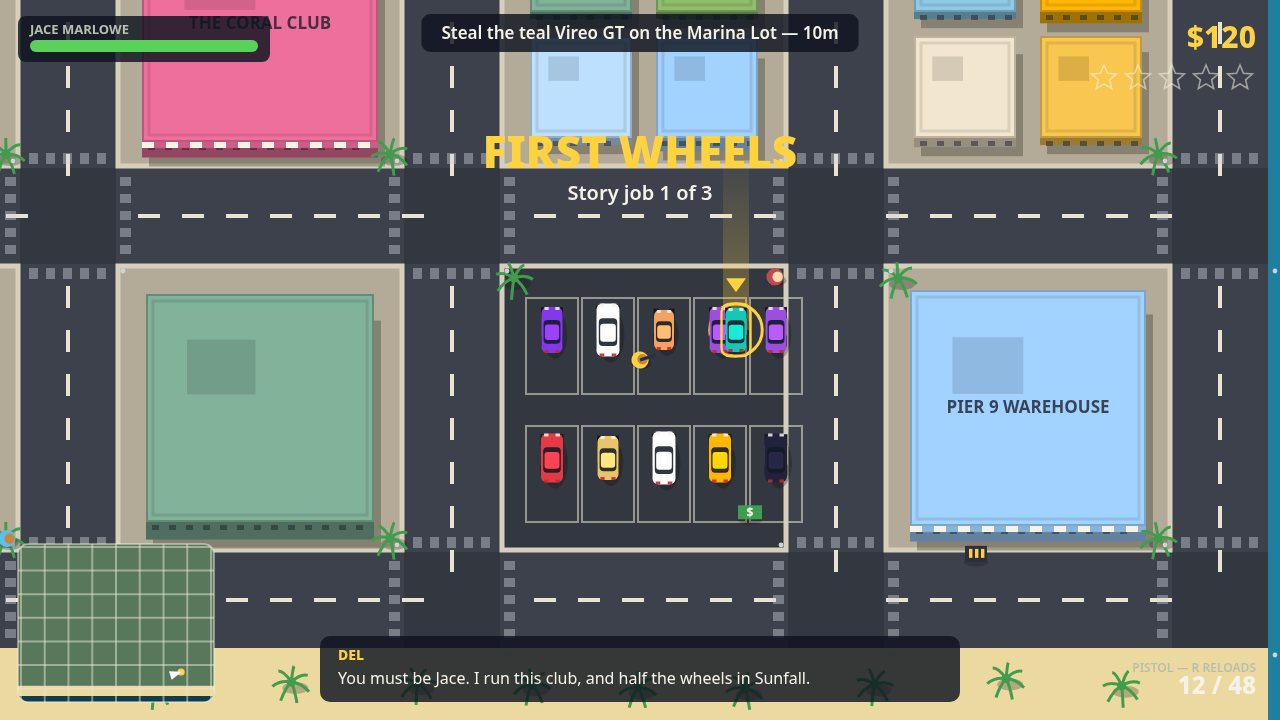 THE CORAL CLUB
JACE MARLOWE
Steal the teal Vireo GT on the Marina Lot — 10m
$120
FIRST WHEELS
Story job 1 of 3
PIER 9 WAREHOUSE
$
DEL
You must be Jace. I run this club, and half the wheels in Sunfall.
PISTOL — R RELOADS
12 / 48